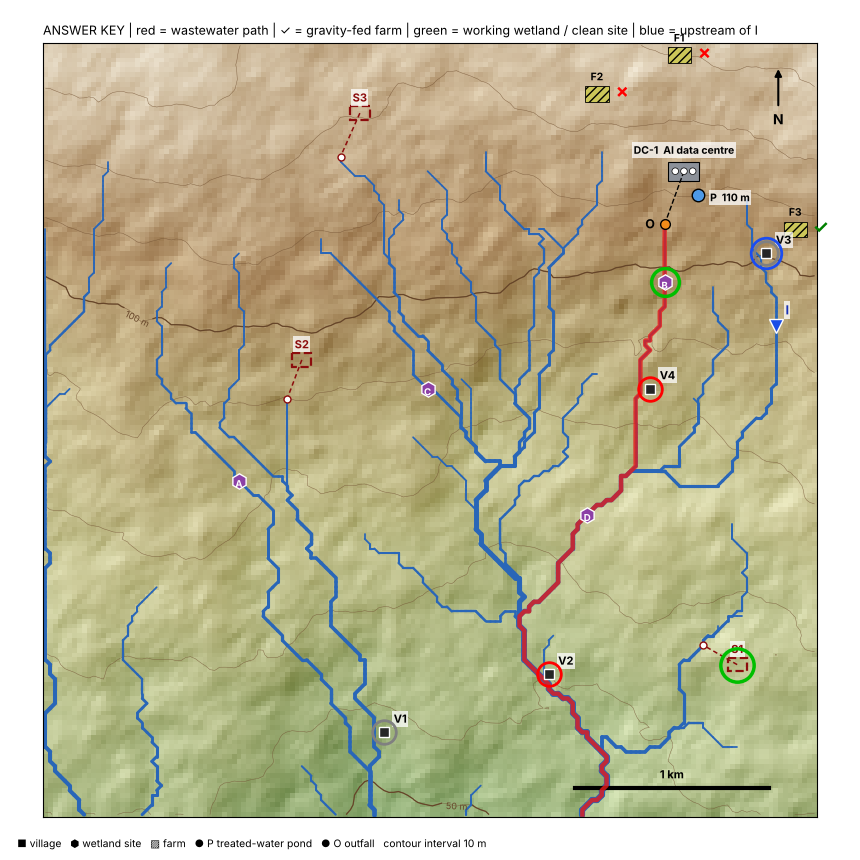 ANSWER KEY | red = wastewater path | ✓ = gravity-fed farm | green = working wetland / clean site | blue = upstream of I
F1
F2
S3
N
DC-1 AI data centre
P 110 m
O
F3
V3
B
I
100 m
S2
V4
C
A
D
S1
V2
V1
1 km
50 m
village
wetland site
farm
P treated-water pond
O outfall
contour interval 10 m